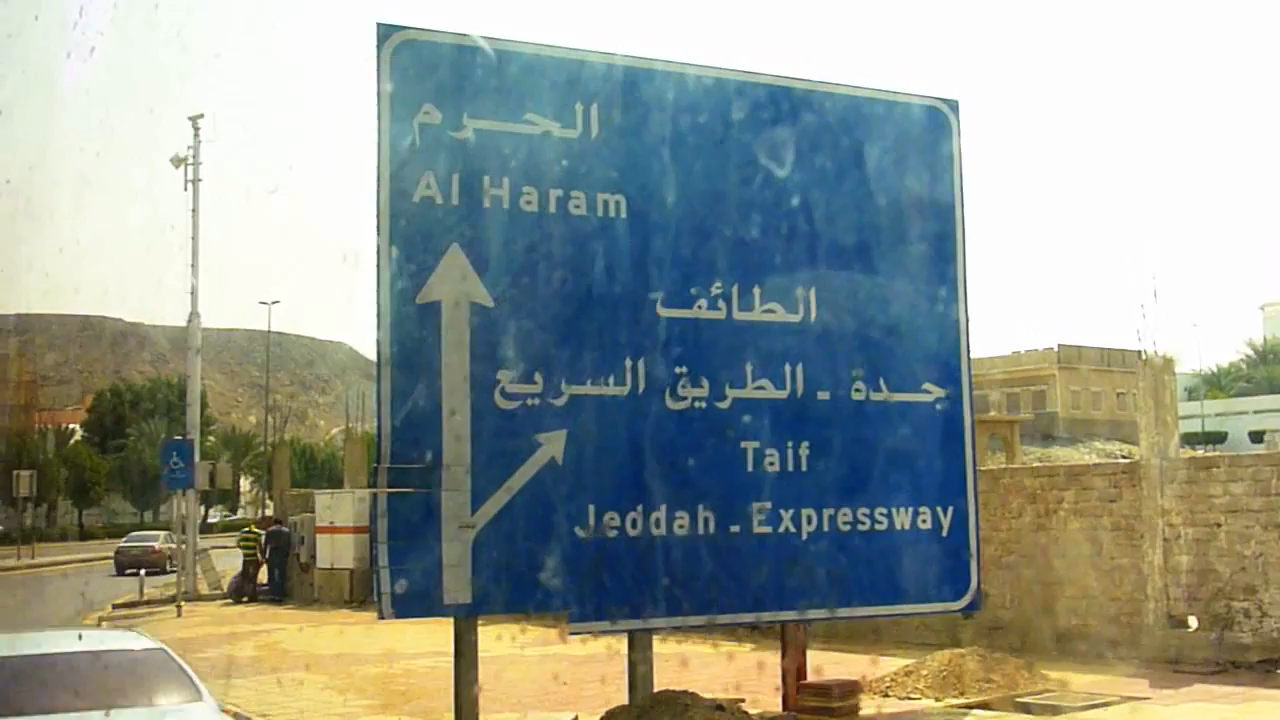 الحرم
Al Haram
الطائف
جدة - الطريق السريع
Taif
Jeddah - Expressway